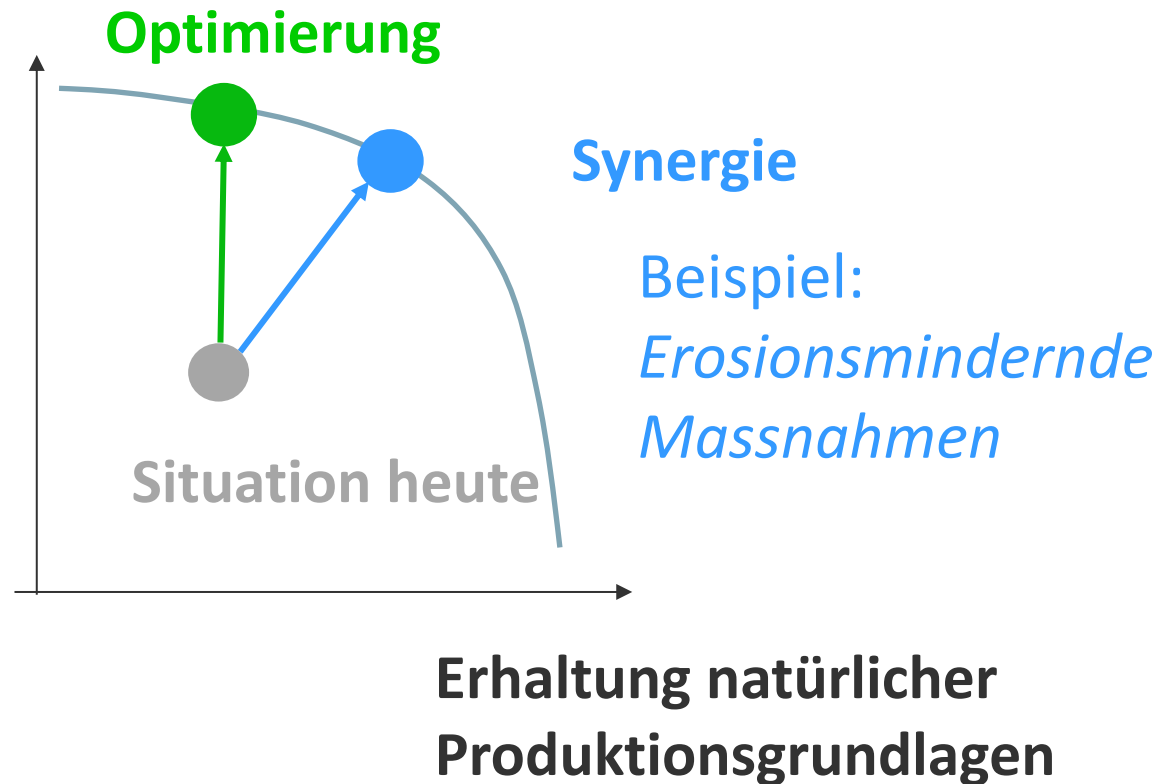 Optimierung
Synergie
Beispiel:
Erosionsmindernde
Massnahmen
Situation heute
Erhaltung natürlicher
Produktionsgrundlagen